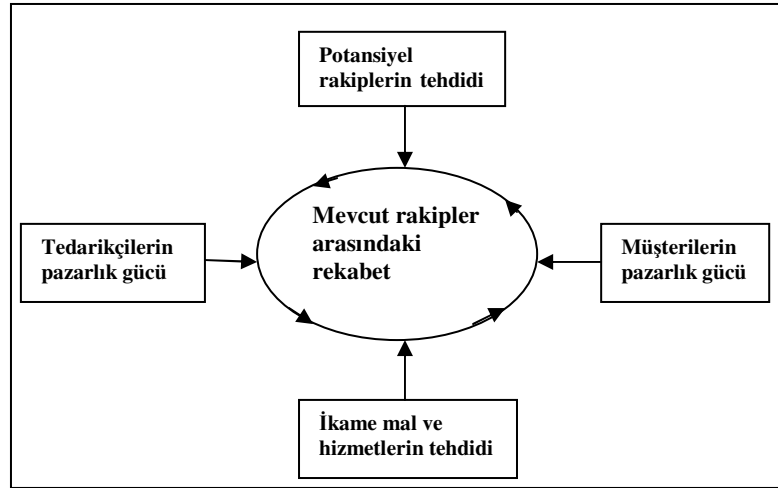 Potansiyel
rakiplerin tehdidi
Mevcut rakipler
arasındaki
rekabet
Tedarikçilerin
pazarlık gücü
Müşterilerin
pazarlık gücü
İkame mal ve
hizmetlerin tehdidi